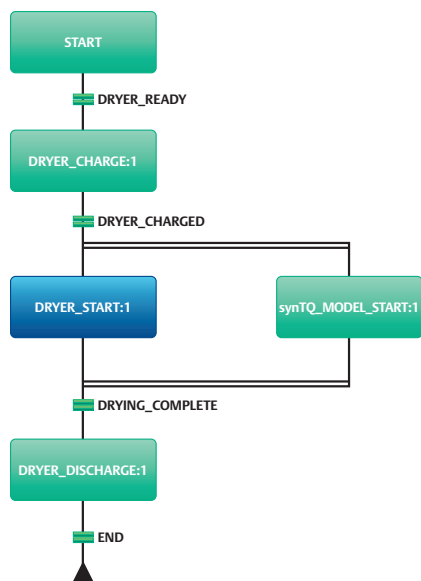 START
DRYER_READY
DRYER_CHARGE:1
DRYER_CHARGED
DRYER_START:1
synTQ_MODEL_START:1
DRYING_COMPLETE
DRYER_DISCHARGE:1
END